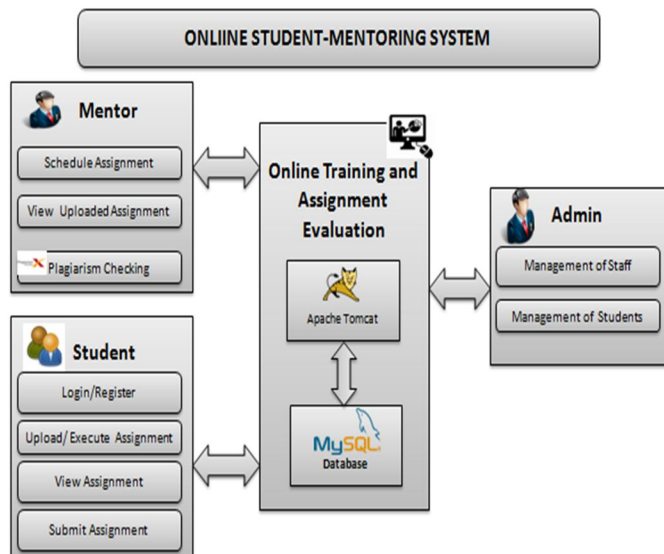 ONLIINE STUDENT-MENTORING SYSTEM
Mentor
Schedule Assignment
View Uploaded Assignment
Plagiarism Checking
Student
Login/Register
Upload/Execute Assignment
View Assignment
Submit Assignment
Online Training and
Assignment
Evaluation
Apache Tomcat
MySQL
Database
Admin
Management of Staff
Management of Students